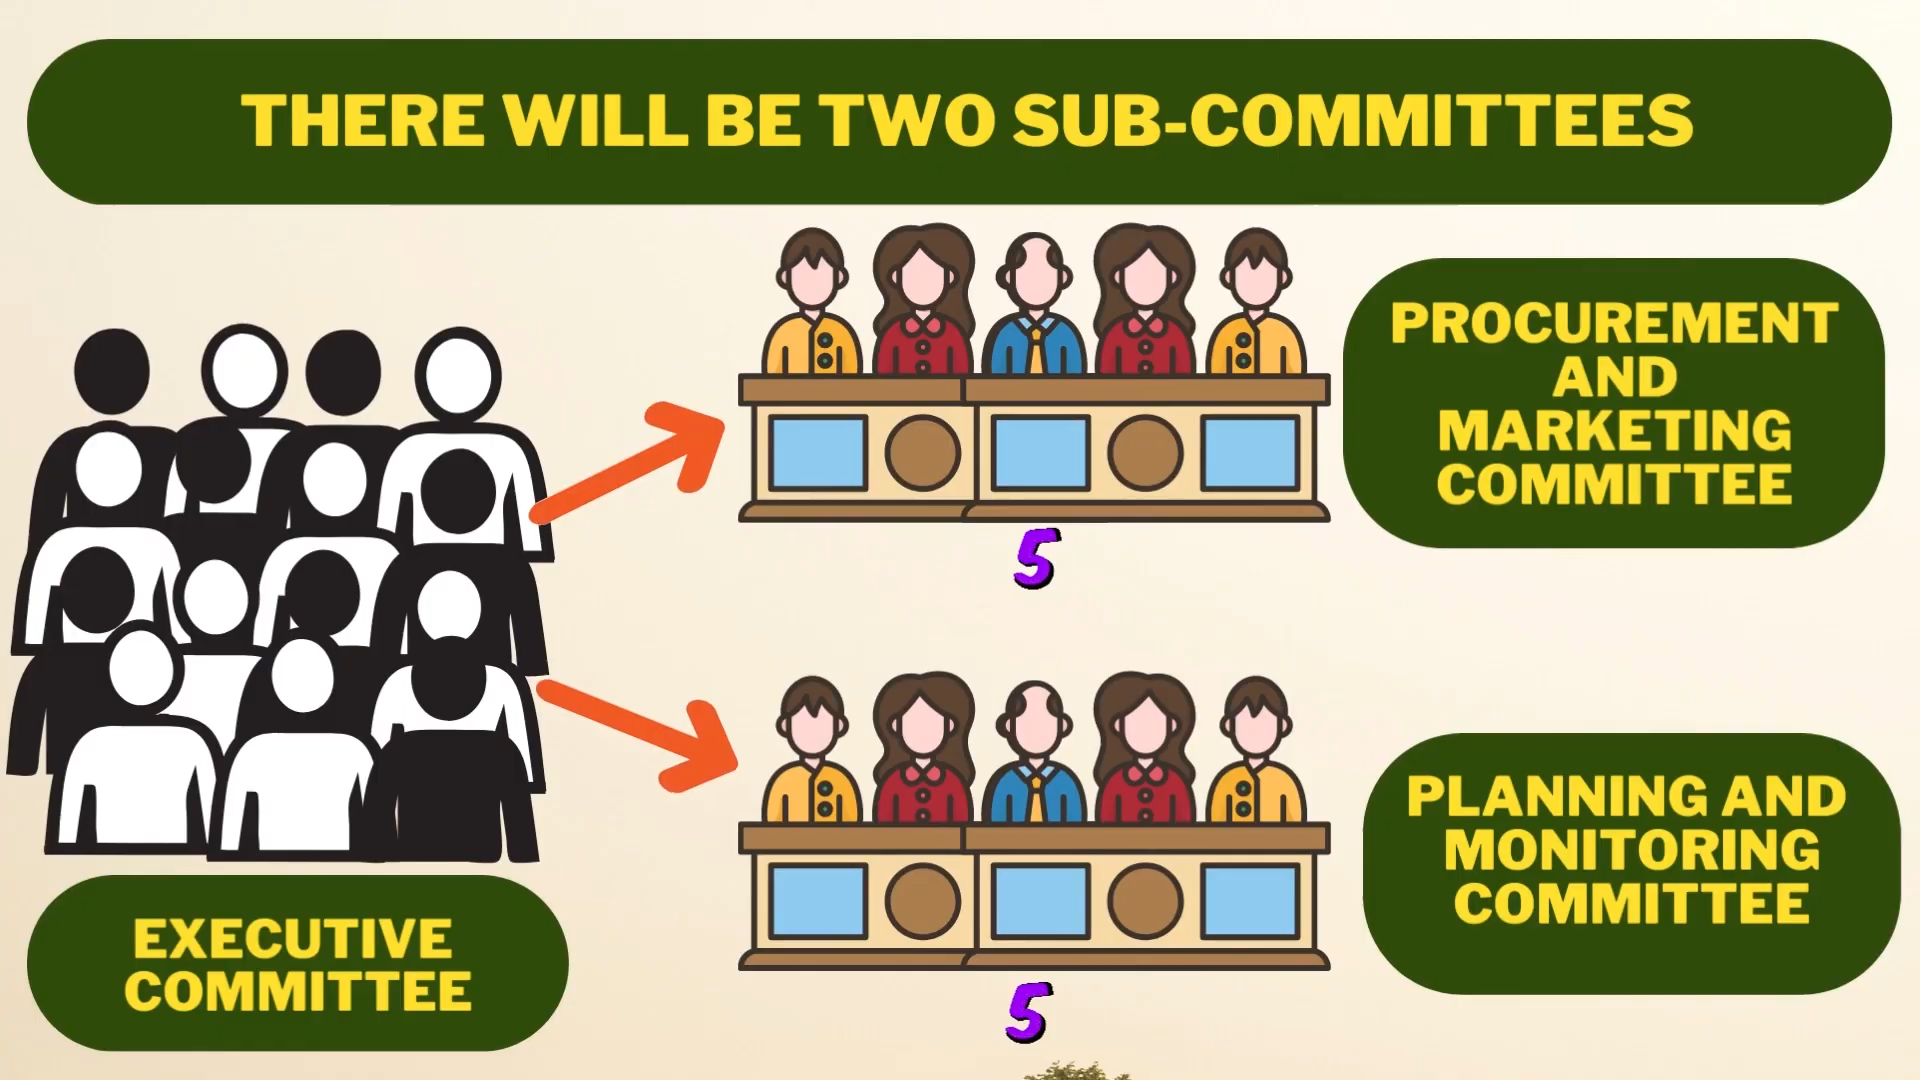 THERE WILL BE TWO SUB-COMMITTEES
PROCUREMENT
AND
MARKETING
COMMITTEE
5
PLANNING AND
MONITORING
COMMITTEE
5
EXECUTIVE
COMMITTEE